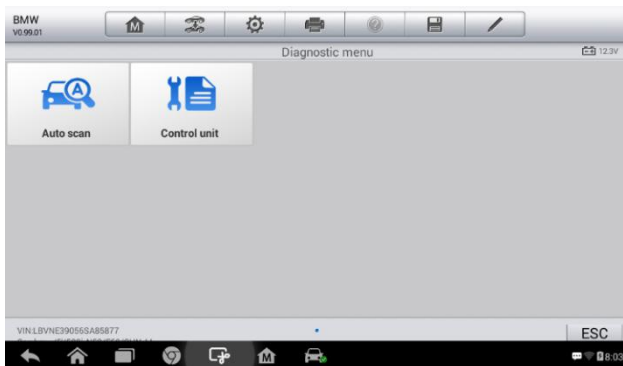 BMW
V0.99.01
Diagnostic menu
12.3V
Auto scan
Control unit
VIN:LBVNE39056SA85877
ESC
8:03